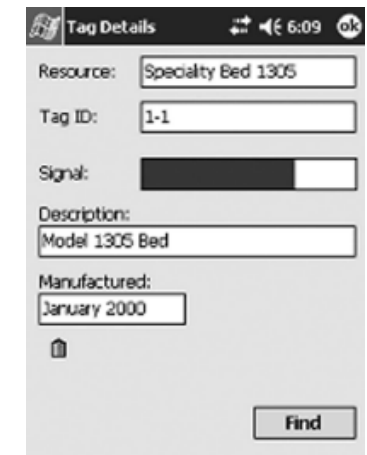 Tag Details 6:09 ok
Resource: Specialty Bed 1305
Tag ID: 1-1
Signal:
Description:
Model 1305 Bed
Manufactured:
January 2000
Find